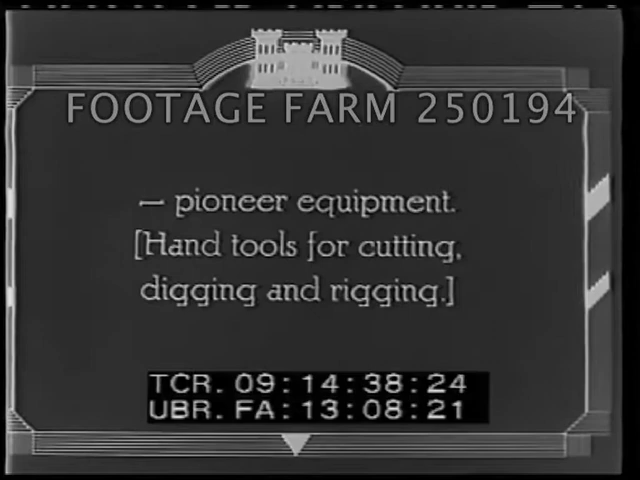 FOOTAGE FARM 250194
— pioneer equipment.
[Hand tools for cutting,
digging and rigging.]
TCR. 09:14:38:24
UBR. FA:13:08:21